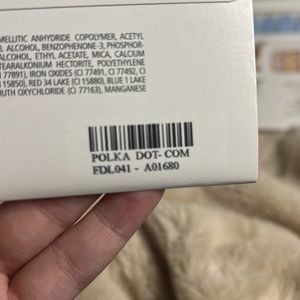 MELLITIC ANHYDRIDE COPOLYMER, ACETYL
ALCOHOL, BENZOPHENONE-3, PHOSPHOR-
ALCOHOL, ETHYL ACETATE, MICA, CALCIUM
TEARALKONIUM HECTORITE, POLYETHYLENE
I 77891), IRON OXIDES (CI 77491, CI 77492, CI
I 15850), RED 34 LAKE (CI 15880), BLUE 1 LAKE
MUTH OXYCHLORIDE (CI 77163), MANGANESE
POLKA DOT- COM
FDL041 - A01680